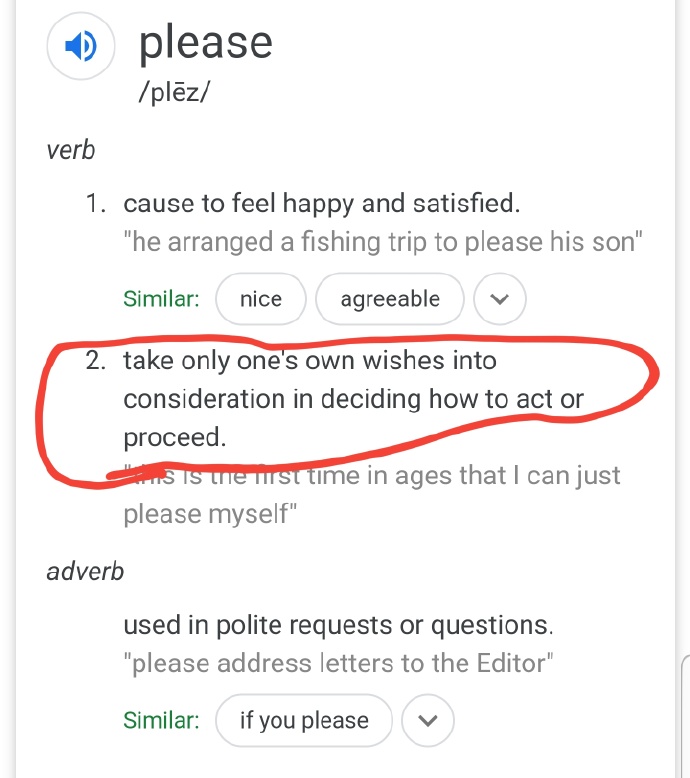 please
/plēz/
verb
1. cause to feel happy and satisfied.
"he arranged a fishing trip to please his son"
Similar: nice agreeable
2. take only one's own wishes into
consideration in deciding how to act or
proceed.
"this is the first time in ages that I can just
please myself"
adverb
used in polite requests or questions.
"please address letters to the Editor"
Similar: if you please